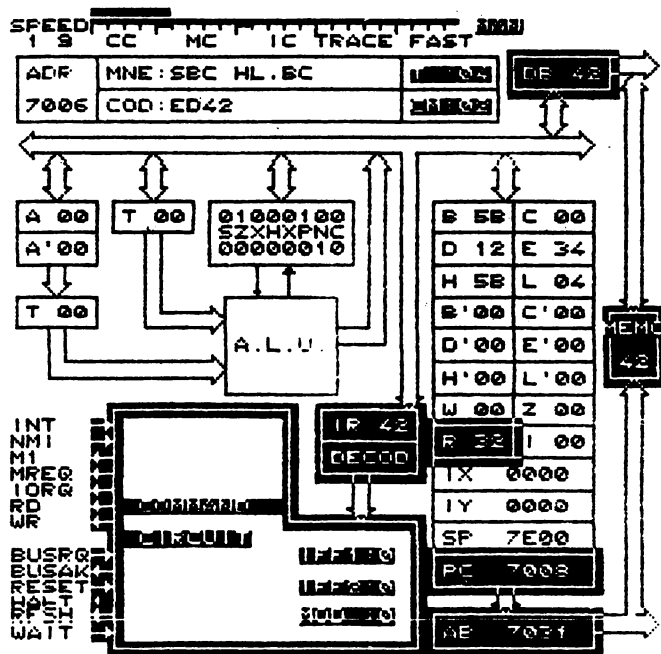 SPEED
1 9 CC MC IC TRACE FAST
ADR MNE:SBC HL.BC
7006 COD:ED42
DB 42
A 00
A'00
T 00
T 00
01000100
SZXHXPNC
00000010
A.L.U.
B 5B C 00
D 12 E 34
H 5B L 04
B'00 C'00
D'00 E'00
H'00 L'00
W 00 Z 00
R 32 I 00
IX 0000
IY 0000
SP 7E00
PC 7008
AB 7031
MEMO
42
IR 42
DECOD
INT
NMI
M1
MREQ
IORQ
RD
WR
CIRCUIT
BUSRQ
BUSAK
RESET
HALT
RFSH
WAIT